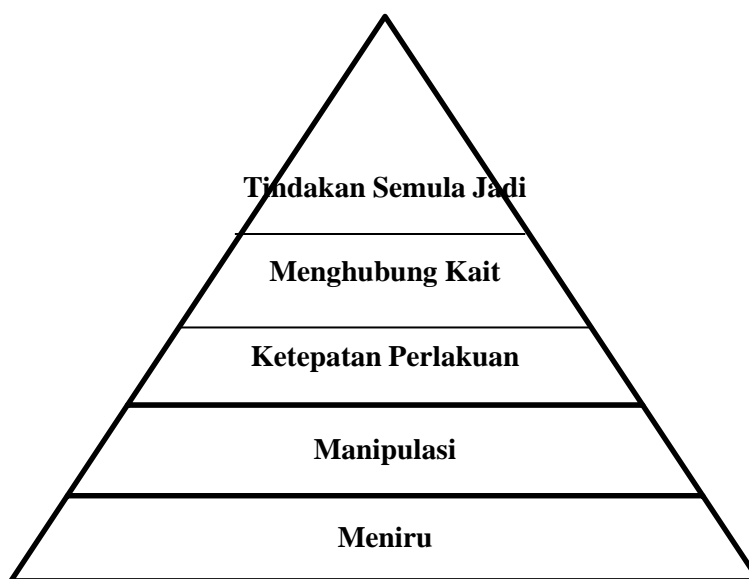 Tindakan Semula Jadi
Menghubung Kait
Ketepatan Perlakuan
Manipulasi
Meniru